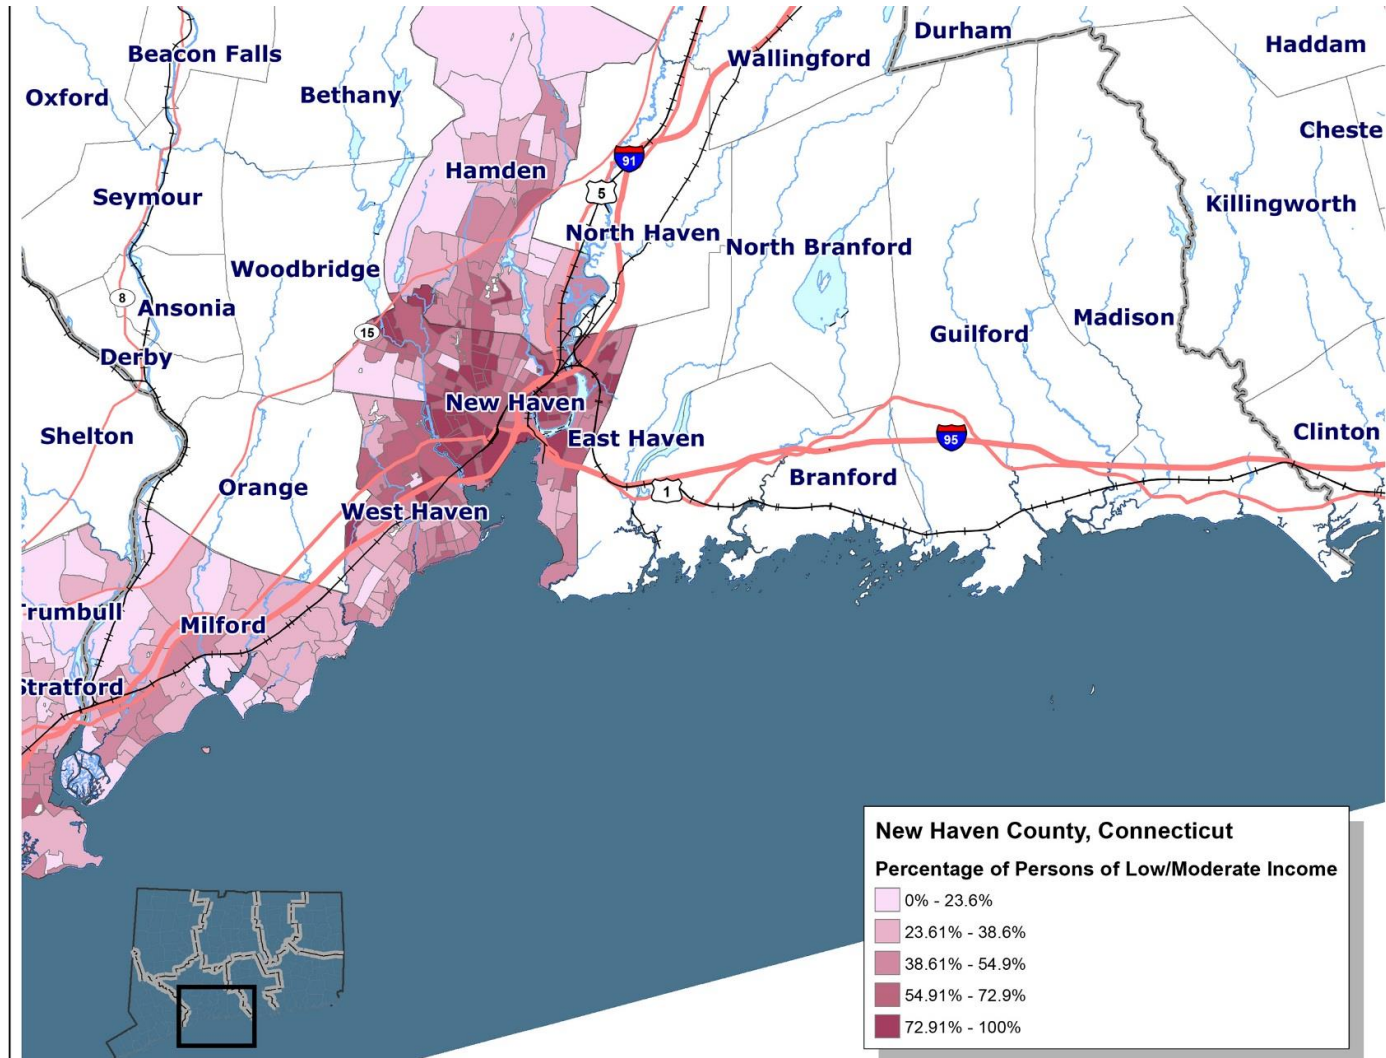 Durham
Haddam
Beacon Falls
Wallingford
Oxford
Bethany
Cheste
91
Hamden
5
Seymour
Killingworth
North Haven
North Branford
Woodbridge
8
Ansonia
Madison
15
Guilford
Derby
New Haven
Shelton
East Haven
95
Clinton
Orange
Branford
1
West Haven
Trumbull
Milford
Stratford
New Haven County, Connecticut
Percentage of Persons of Low/Moderate Income
0% - 23.6%
23.61% - 38.6%
38.61% - 54.9%
54.91% - 72.9%
72.91% - 100%